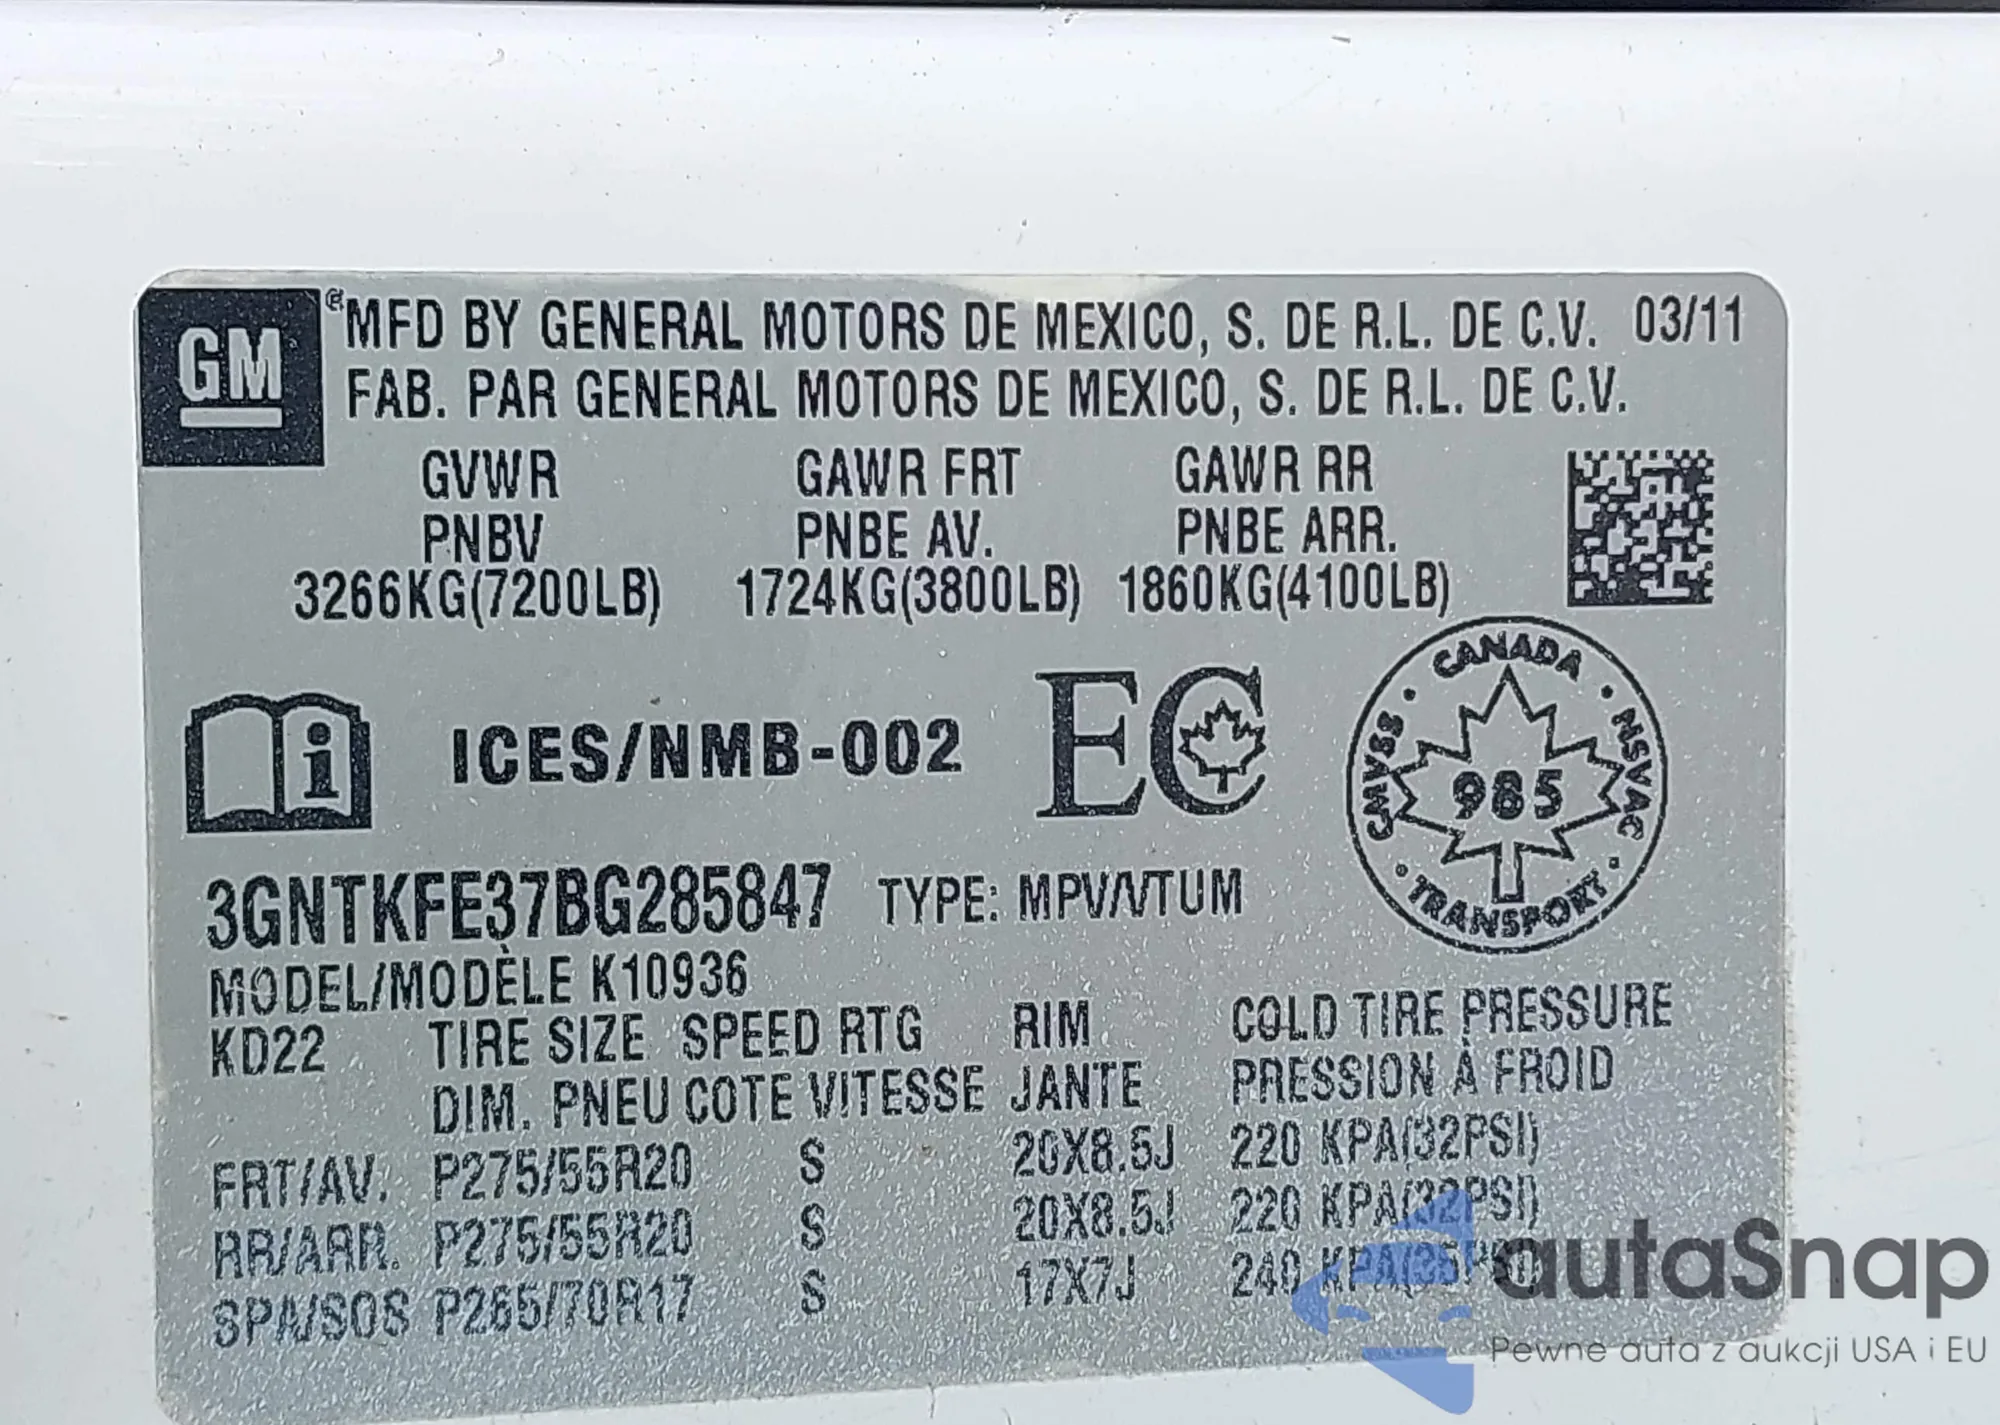 GM
MFD BY GENERAL MOTORS DE MEXICO, S. DE R.L. DE C.V. 03/11
FAB. PAR GENERAL MOTORS DE MEXICO, S. DE R.L. DE C.V.
GVWR GAWR FRT GAWR RR
PNBV PNBE AV. PNBE ARR.
3266KG(7200LB) 1724KG(3800LB) 1860KG(4100LB)
i ICES/NMB-002 EC
CANADA
CMVSS · NSVAC
985
TRANSPORT
3GNTKFE37BG285847 TYPE: MPV/VTUM
MODEL/MODÈLE K10936
KD22 TIRE SIZE SPEED RTG RIM COLD TIRE PRESSURE
DIM. PNEU COTE VITESSE JANTE PRESSION À FROID
FRT/AV. P275/55R20 S 20X8.5J 220 KPA(32PSI)
RR/ARR. P275/55R20 S 20X8.5J 220 KPA(32PSI)
SPA/SOS P265/70R17 S 17X7J 240 KPA(35PSI)
autaSnap
Pewne auta z aukcji USA i EU